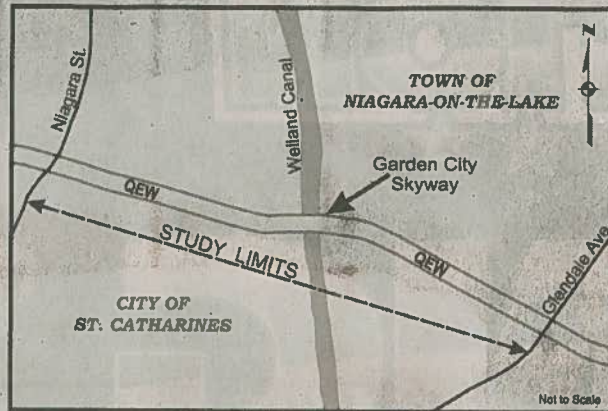 Niagara St.
Welland Canal
TOWN OF
NIAGARA-ON-THE-LAKE
N
Garden City
Skyway
QEW
STUDY LIMITS
QEW
Glendale Ave.
CITY OF
ST. CATHARINES
Not to Scale